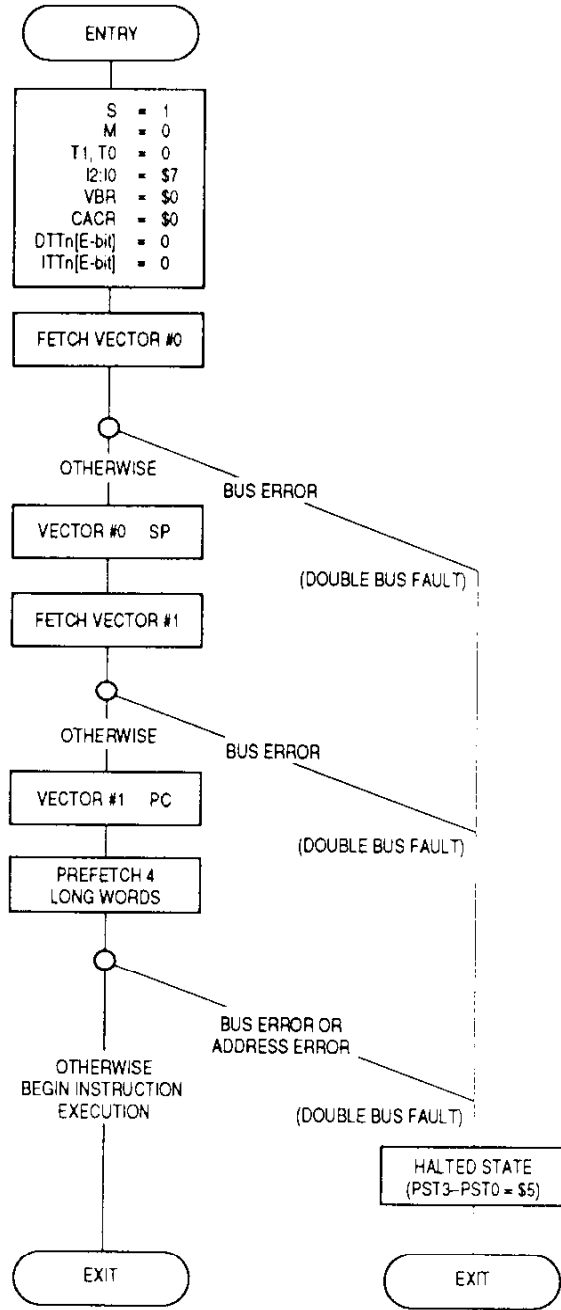 ENTRY
S = 1
M = 0
T1, T0 = 0
I2:I0 = $7
VBR = $0
CACR = $0
DTTn[E-bit] = 0
ITTn[E-bit] = 0
FETCH VECTOR #0
OTHERWISE
BUS ERROR
VECTOR #0 SP
(DOUBLE BUS FAULT)
FETCH VECTOR #1
OTHERWISE
BUS ERROR
VECTOR #1 PC
(DOUBLE BUS FAULT)
PREFETCH 4
LONG WORDS
BUS ERROR OR
ADDRESS ERROR
OTHERWISE
BEGIN INSTRUCTION
EXECUTION
(DOUBLE BUS FAULT)
HALTED STATE
(PST3–PST0 = $5)
EXIT
EXIT